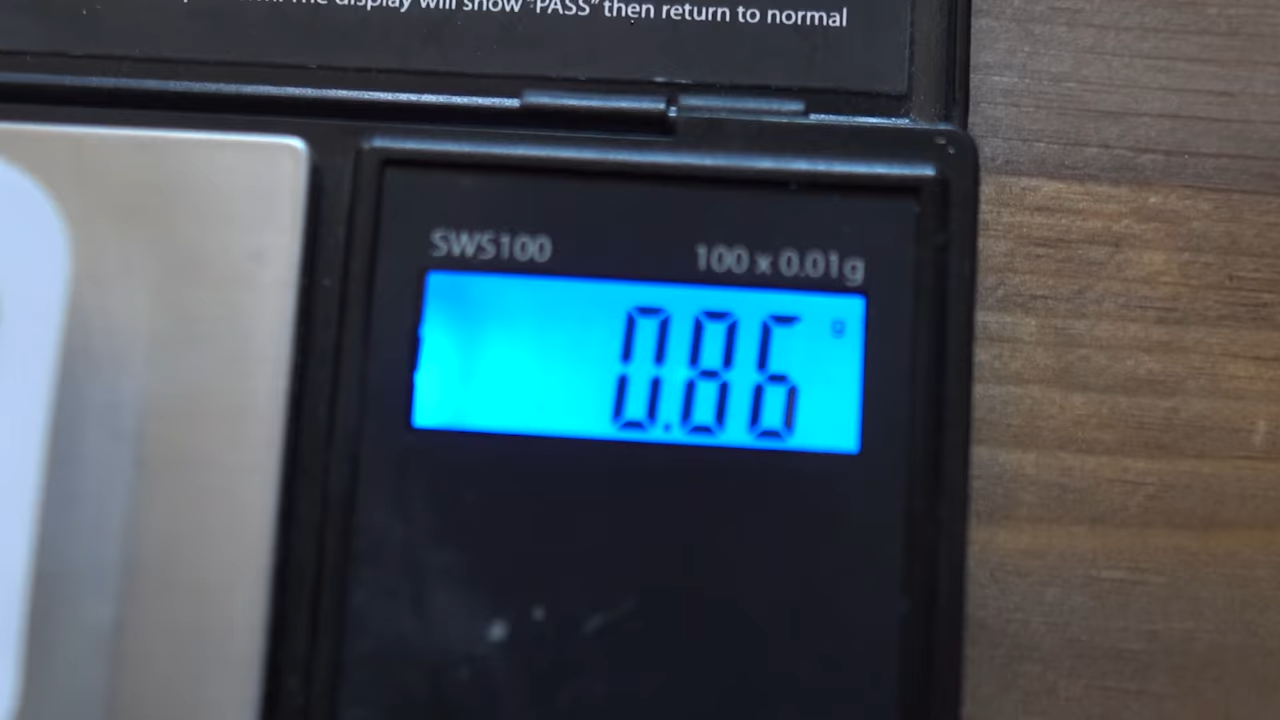 The display will show "PASS" then return to normal
SWS100
100 x 0.01g
0.86 g